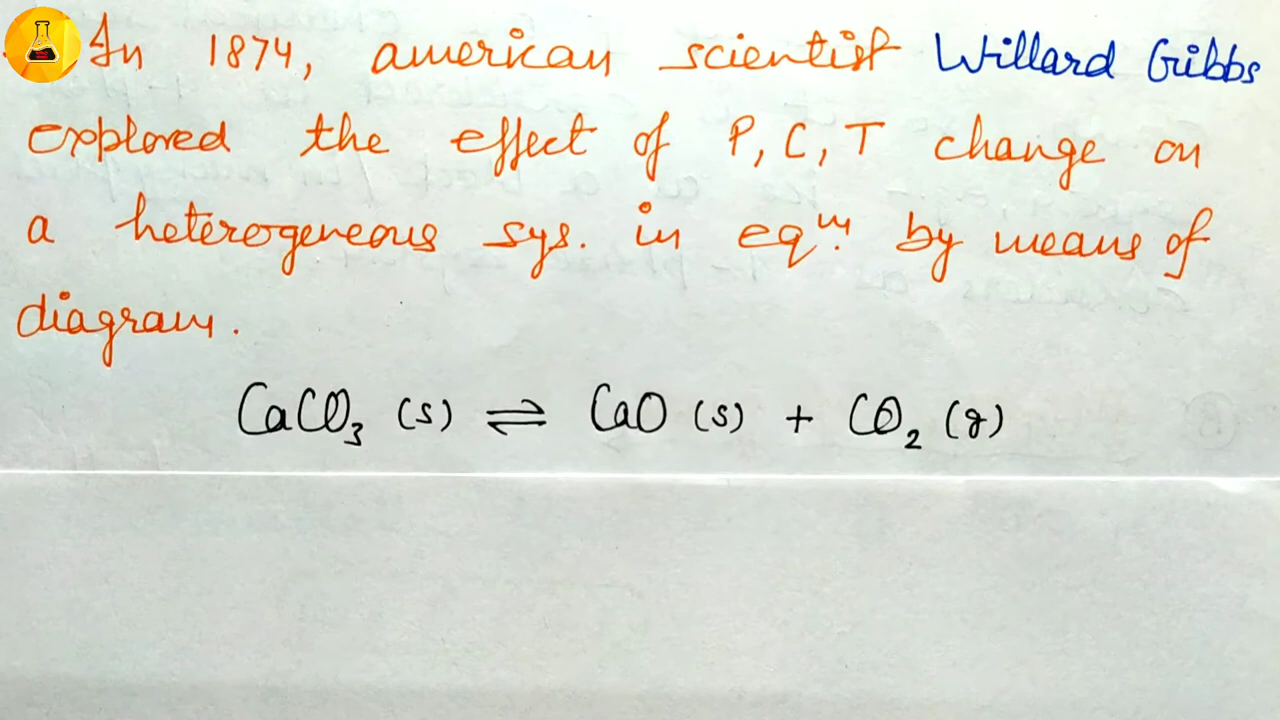 In 1874, american scientist Willard Gibbs
explored the effect of P, C, T change on
a heterogeneous sys. in eqᵐ. by means of
diagram.
CaCO₃ (s) ⇌ CaO (s) + CO₂ (g)